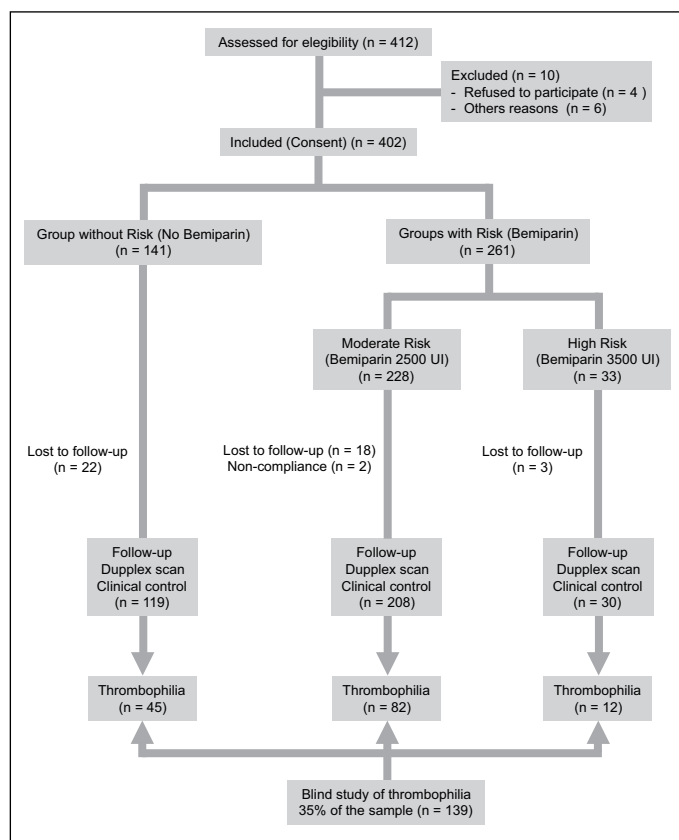 Assessed for elegibility (n = 412)
Excluded (n = 10)
- Refused to participate (n = 4 )
- Others reasons (n = 6)
Included (Consent) (n = 402)
Group without Risk (No Bemiparin)
(n = 141)
Groups with Risk (Bemiparin)
(n = 261)
Moderate Risk
(Bemiparin 2500 UI)
(n = 228)
High Risk
(Bemiparin 3500 UI)
(n = 33)
Lost to follow-up
(n = 22)
Lost to follow-up (n = 18)
Non-compliance (n = 2)
Lost to follow-up
(n = 3)
Follow-up
Dupplex scan
Clinical control
(n = 119)
Follow-up
Dupplex scan
Clinical control
(n = 208)
Follow-up
Dupplex scan
Clinical control
(n = 30)
Thrombophilia
(n = 45)
Thrombophilia
(n = 82)
Thrombophilia
(n = 12)
Blind study of thrombophilia
35% of the sample (n = 139)